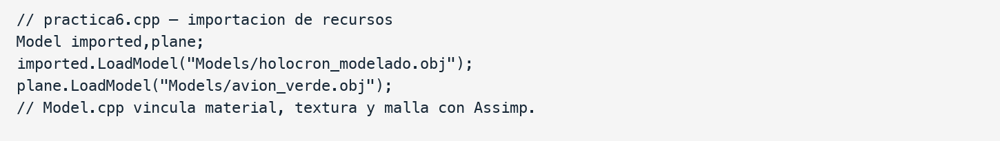 // practica6.cpp — importacion de recursos
Model imported,plane;
imported.LoadModel("Models/holocron_modelado.obj");
plane.LoadModel("Models/avion_verde.obj");
// Model.cpp vincula material, textura y malla con Assimp.